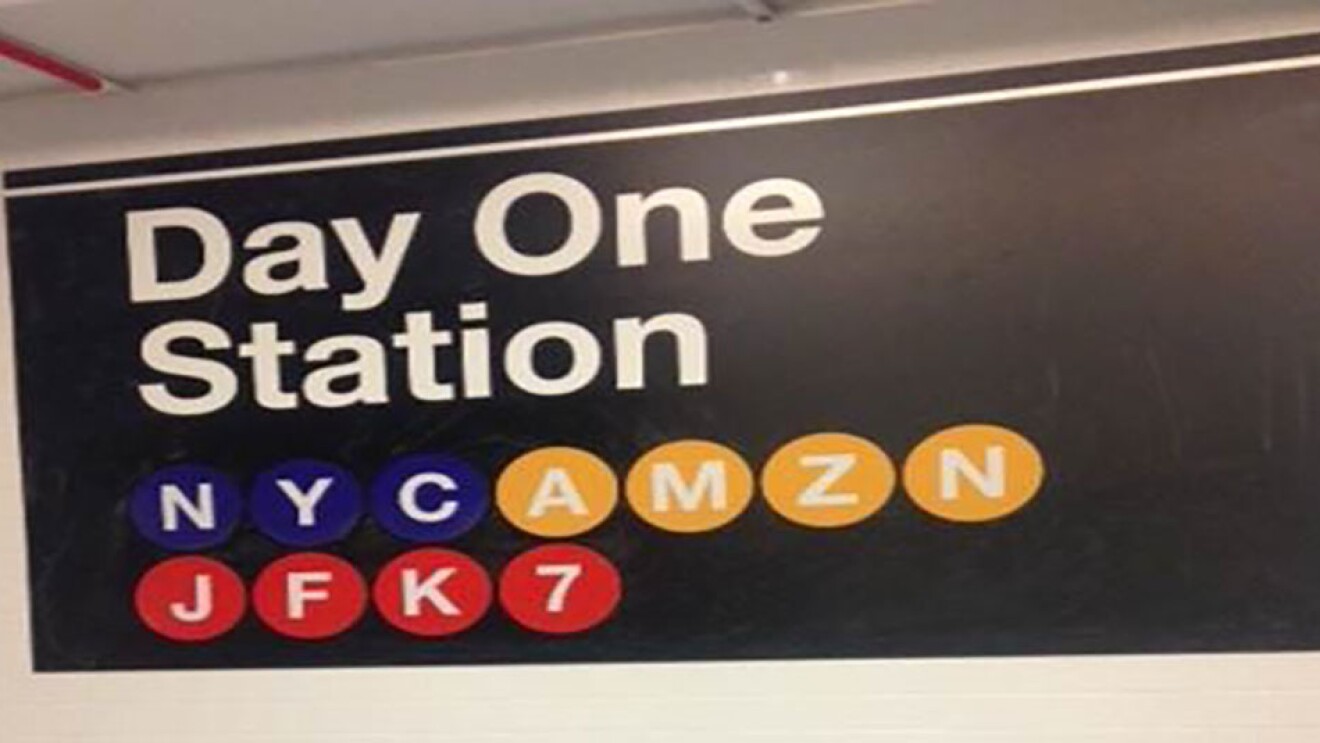 Day One
Station
N Y C A M Z N
J F K 7